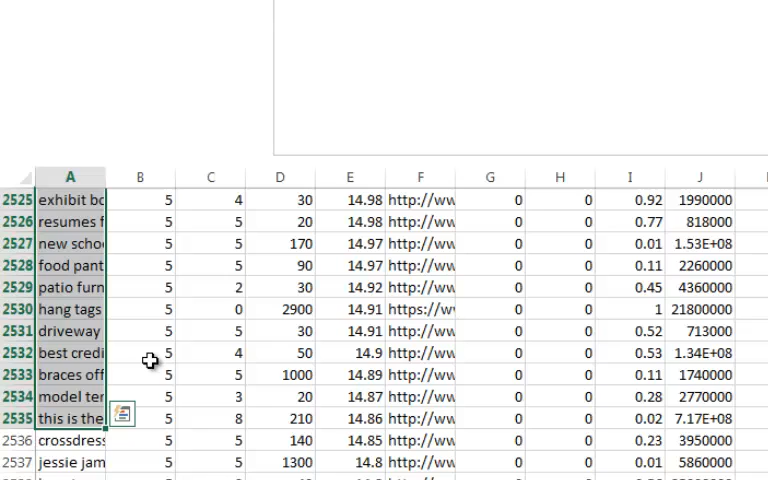 A B C D E F G H I J
2525 exhibit bo 5 4 30 14.98 http://ww 0 0 0.92 1990000
2526 resumes f 5 5 20 14.98 http://ww 0 0 0.77 818000
2527 new schoo 5 5 170 14.97 http://ww 0 0 0.01 1.53E+08
2528 food pant 5 5 90 14.97 http://ww 0 0 0.11 2260000
2529 patio furn 5 2 30 14.92 http://ww 0 0 0.45 4360000
2530 hang tags 5 0 2900 14.91 https://w 0 0 1 21800000
2531 driveway 5 5 30 14.91 http://ww 0 0 0.52 713000
2532 best credi 5 4 50 14.9 http://ww 0 0 0.53 1.34E+08
2533 braces off 5 5 1000 14.89 http://ww 0 0 0.11 1740000
2534 model ter 5 3 20 14.87 http://ww 0 0 0.28 2770000
2535 this is the 5 8 210 14.86 http://ww 0 0 0.02 7.17E+08
2536 crossdress 5 5 140 14.85 http://ww 0 0 0.23 3950000
2537 jessie jam 5 5 1300 14.8 http://ww 0 0 0.01 5860000